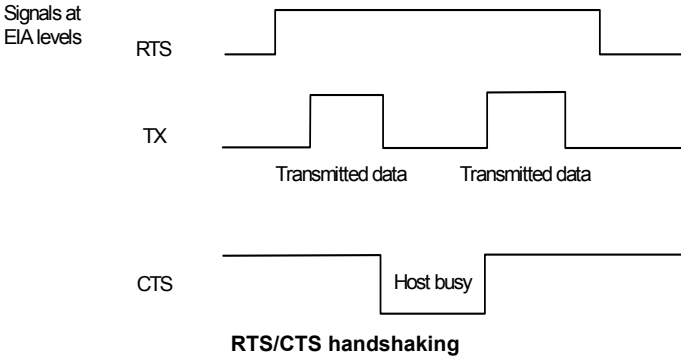 Signals at
EIA levels
RTS
TX
Transmitted data Transmitted data
CTS
Host busy
RTS/CTS handshaking